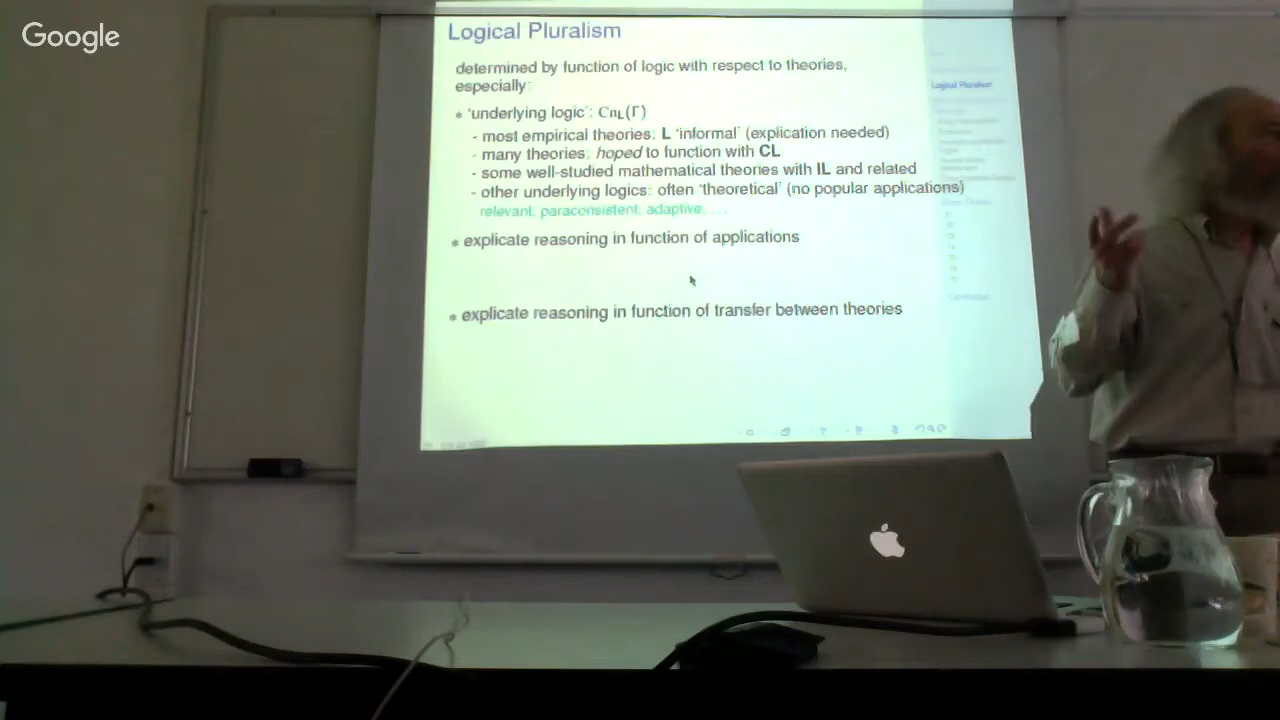 Google
Logical Pluralism
determined by function of logic with respect to theories,
especially:
• 'underlying logic': CnL(Γ)
- most empirical theories: L 'informal' (explication needed)
- many theories: hoped to function with CL
- some well-studied mathematical theories with IL and related
- other underlying logics: often 'theoretical' (no popular applications)
relevant, paraconsistent, adaptive, ...
• explicate reasoning in function of applications
• explicate reasoning in function of transfer between theories
Logical Pluralism